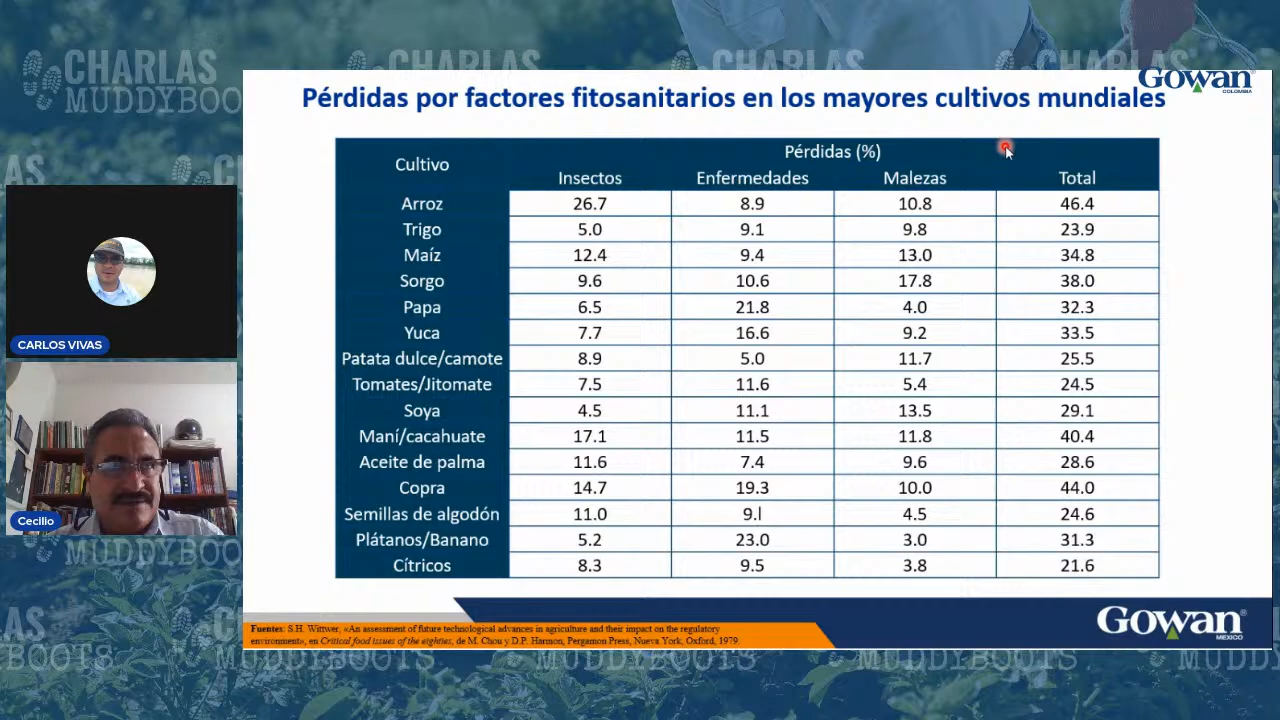 CHARLAS
MUDDYBOO
Gowan
COLOMBIA
Pérdidas por factores fitosanitarios en los mayores cultivos mundiales
Cultivo Pérdidas (%)
Insectos Enfermedades Malezas Total
Arroz 26.7 8.9 10.8 46.4
Trigo 5.0 9.1 9.8 23.9
Maíz 12.4 9.4 13.0 34.8
Sorgo 9.6 10.6 17.8 38.0
Papa 6.5 21.8 4.0 32.3
Yuca 7.7 16.6 9.2 33.5
Patata dulce/camote 8.9 5.0 11.7 25.5
Tomates/Jitomate 7.5 11.6 5.4 24.5
Soya 4.5 11.1 13.5 29.1
Maní/cacahuate 17.1 11.5 11.8 40.4
Aceite de palma 11.6 7.4 9.6 28.6
Copra 14.7 19.3 10.0 44.0
Semillas de algodón 11.0 9.l 4.5 24.6
Plátanos/Banano 5.2 23.0 3.0 31.3
Cítricos 8.3 9.5 3.8 21.6
CARLOS VIVAS
Cecilio
Fuentes: S.H. Wittwer, «An assessment of future technological advances in agriculture and their impact on the regulatory
environment», en Critical food issues of the eighties, de M. Chou y D.P. Harmon, Pergamon Press, Nueva York, Oxford, 1979.
Gowan
MEXICO
MUDDYBOOTS
BOOTS MUDDYBOOTS MUDDYBOOTS MUDDYBOOTS MUDD